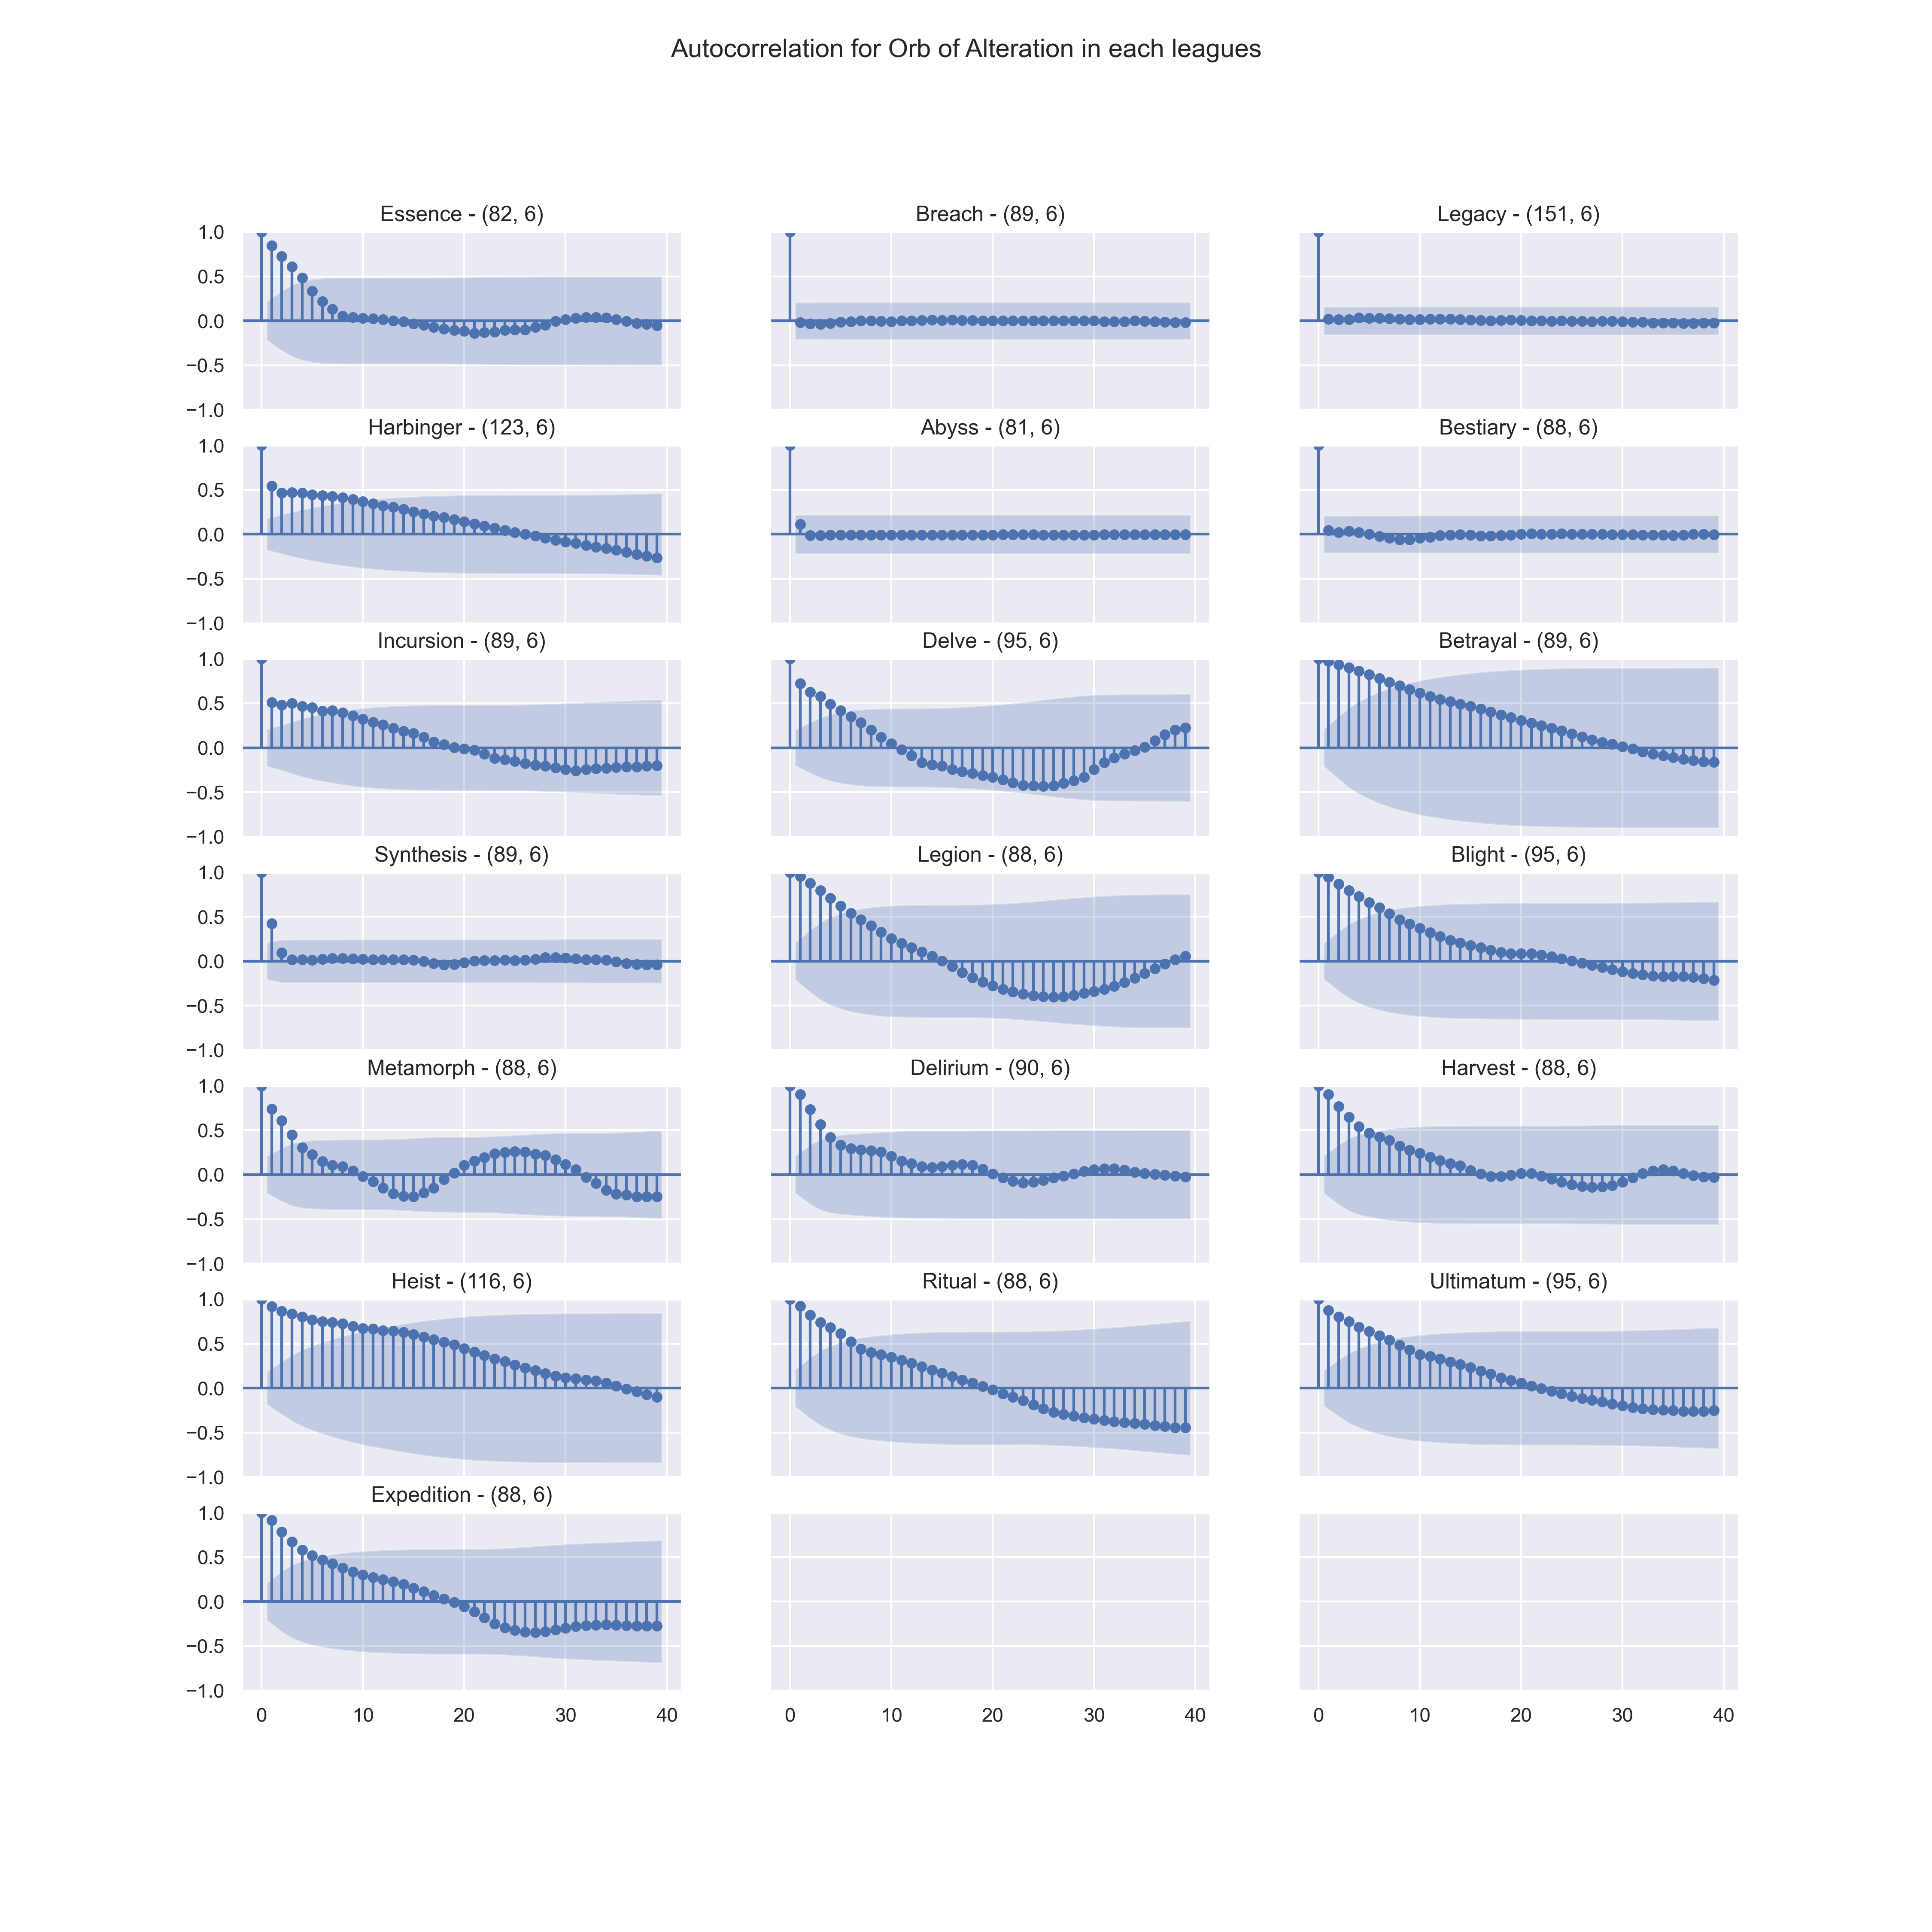 Autocorrelation for Orb of Alteration in each leagues
Essence - (82, 6)
Breach - (89, 6)
Legacy - (151, 6)
1.0
0.5
0.0
−0.5
−1.0
Harbinger - (123, 6)
Abyss - (81, 6)
Bestiary - (88, 6)
1.0
0.5
0.0
−0.5
−1.0
Incursion - (89, 6)
Delve - (95, 6)
Betrayal - (89, 6)
1.0
0.5
0.0
−0.5
−1.0
Synthesis - (89, 6)
Legion - (88, 6)
Blight - (95, 6)
1.0
0.5
0.0
−0.5
−1.0
Metamorph - (88, 6)
Delirium - (90, 6)
Harvest - (88, 6)
1.0
0.5
0.0
−0.5
−1.0
Heist - (116, 6)
Ritual - (88, 6)
Ultimatum - (95, 6)
1.0
0.5
0.0
−0.5
−1.0
Expedition - (88, 6)
1.0
0.5
0.0
−0.5
−1.0
0 10 20 30 40
0 10 20 30 40
0 10 20 30 40